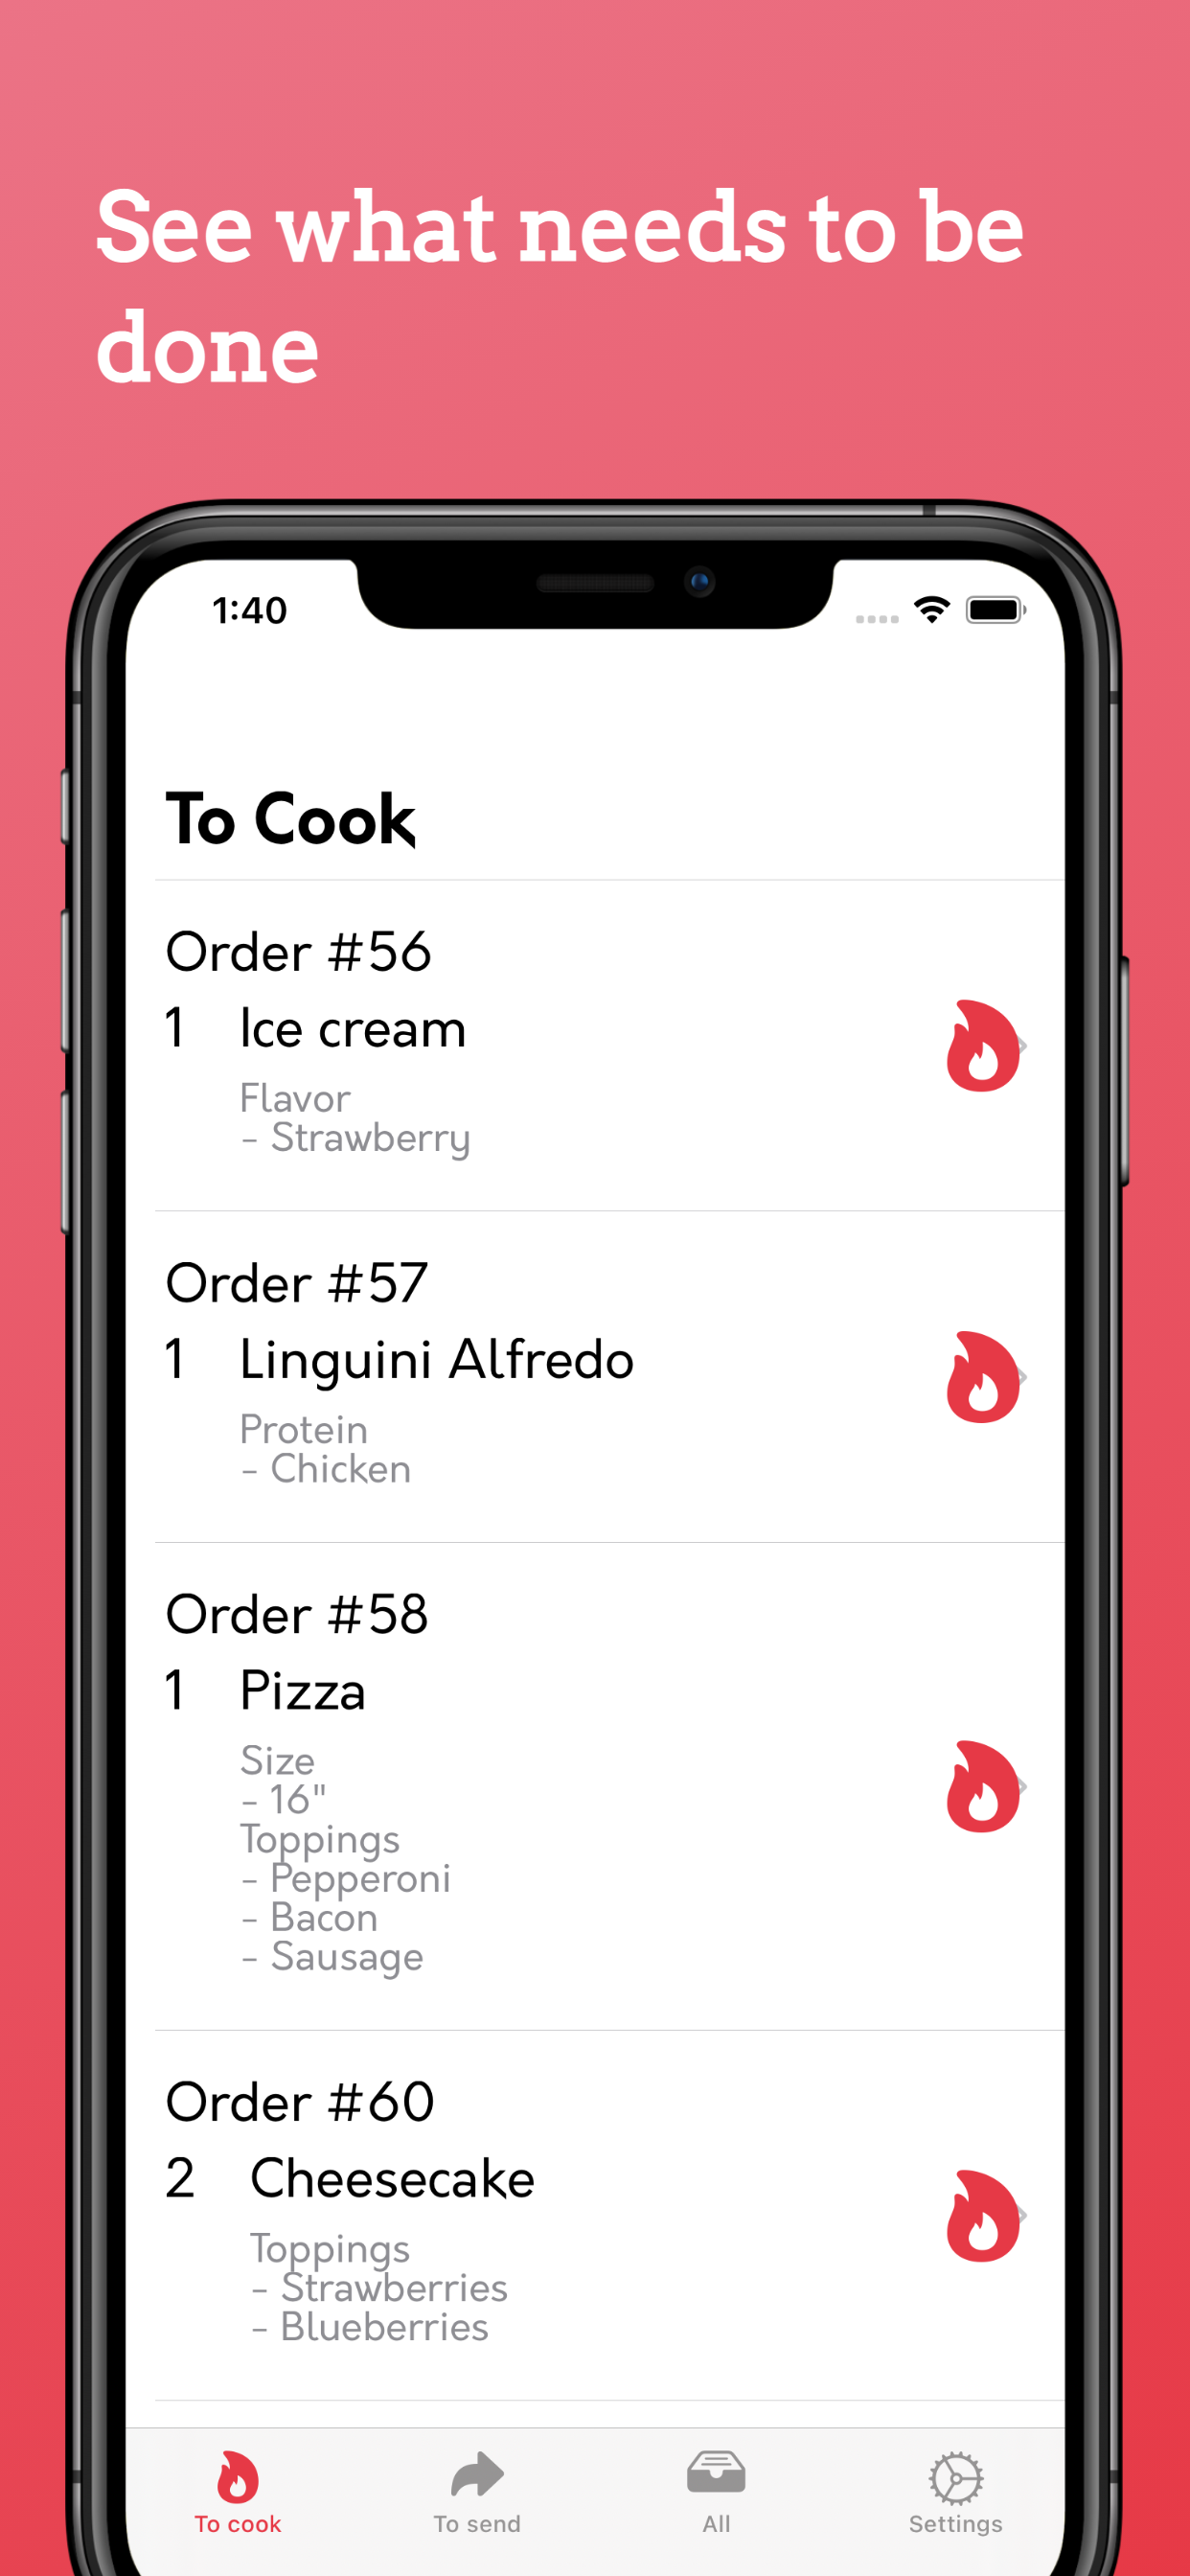 See what needs to be
done
1:40
To Cook
Order #56
1 Ice cream
Flavor
- Strawberry
Order #57
1 Linguini Alfredo
Protein
- Chicken
Order #58
1 Pizza
Size
- 16"
Toppings
- Pepperoni
- Bacon
- Sausage
Order #60
2 Cheesecake
Toppings
- Strawberries
- Blueberries
To cook To send All Settings